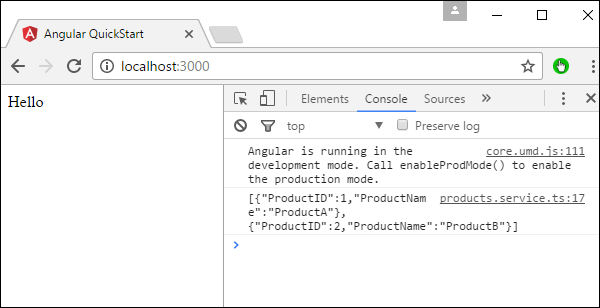 Angular QuickStart
localhost:3000
Hello
Elements Console Sources
top Preserve log
Angular is running in the core.umd.js:111
development mode. Call enableProdMode() to enable
the production mode.
[{"ProductID":1,"ProductNam products.service.ts:17
e":"ProductA"},
{"ProductID":2,"ProductName":"ProductB"}]